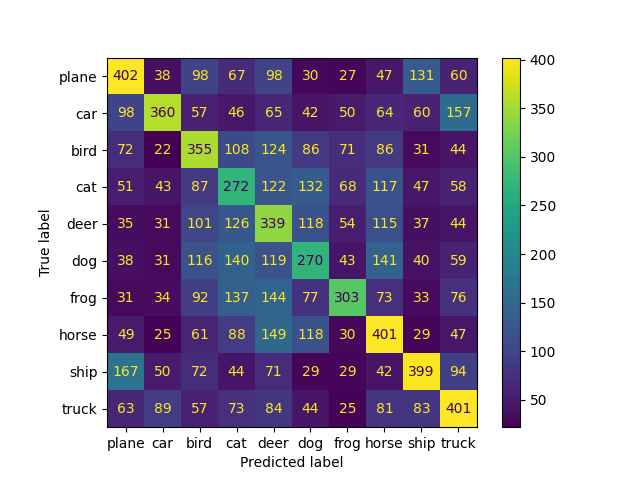 plane 402 38 98 67 98 30 27 47 131 60
car 98 360 57 46 65 42 50 64 60 157
bird 72 22 355 108 124 86 71 86 31 44
cat 51 43 87 272 122 132 68 117 47 58
deer 35 31 101 126 339 118 54 115 37 44
dog 38 31 116 140 119 270 43 141 40 59
frog 31 34 92 137 144 77 303 73 33 76
horse 49 25 61 88 149 118 30 401 29 47
ship 167 50 72 44 71 29 29 42 399 94
truck 63 89 57 73 84 44 25 81 83 401
plane car bird cat deer dog frog horse ship truck
Predicted label
True label
400
350
300
250
200
150
100
50